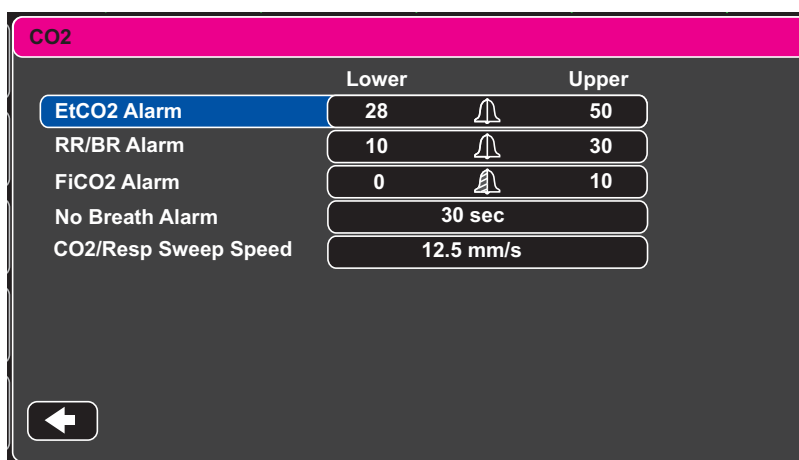 CO2
Lower Upper
EtCO2 Alarm 28 50
RR/BR Alarm 10 30
FiCO2 Alarm 0 10
No Breath Alarm 30 sec
CO2/Resp Sweep Speed 12.5 mm/s